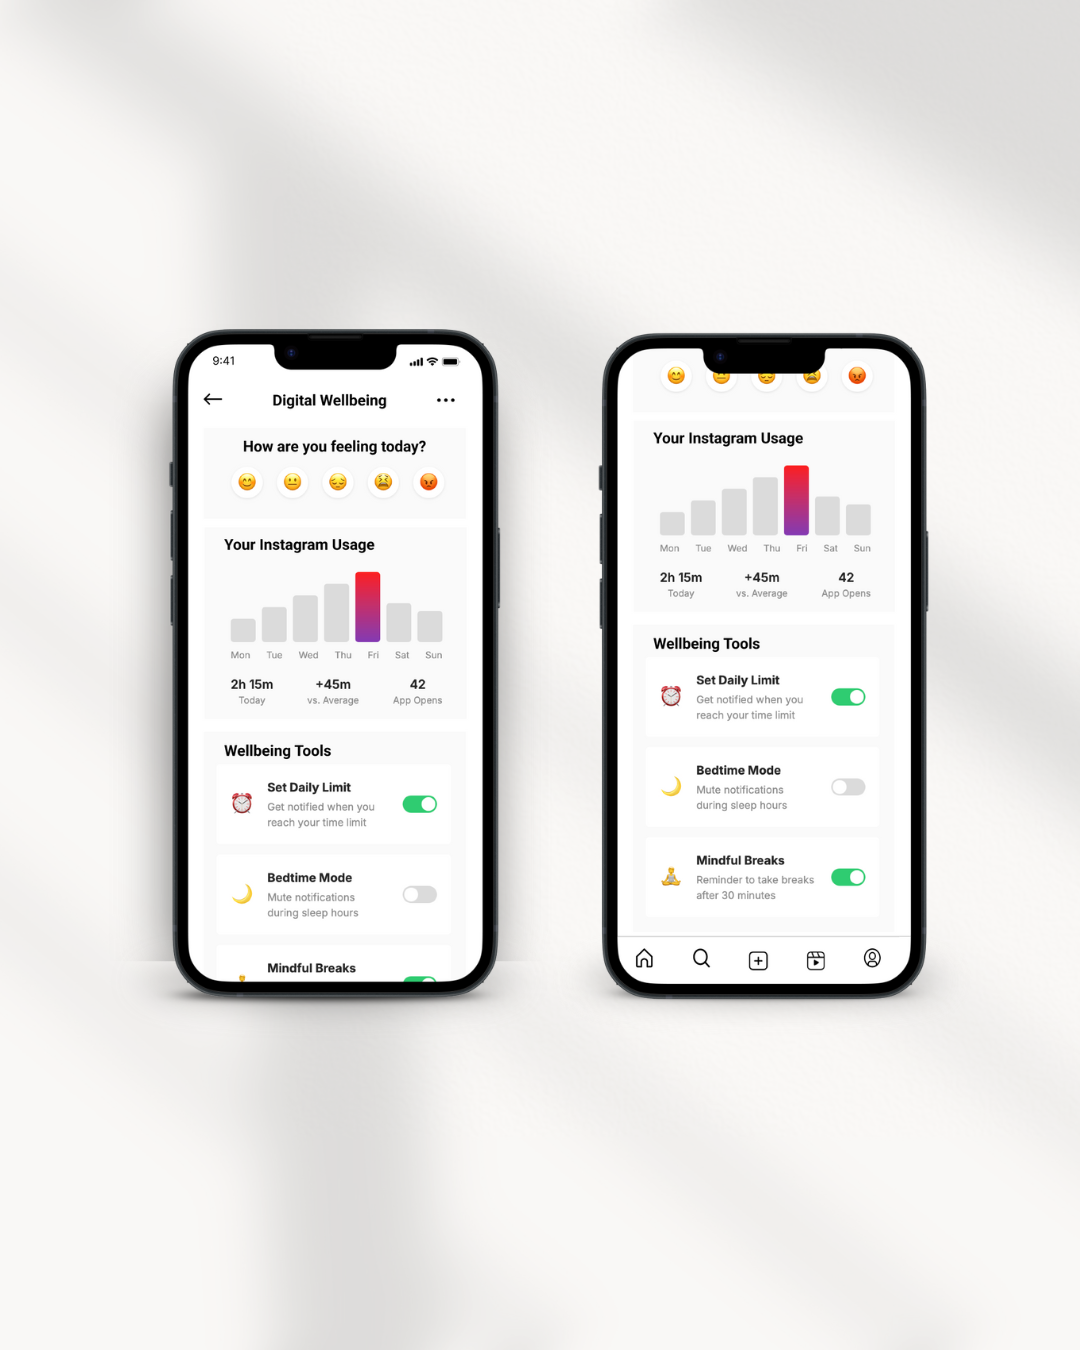 9:41
Digital Wellbeing
How are you feeling today?
Your Instagram Usage
Mon Tue Wed Thu Fri Sat Sun
2h 15m +45m 42
Today vs. Average App Opens
Wellbeing Tools
Set Daily Limit
Get notified when you
reach your time limit
Bedtime Mode
Mute notifications
during sleep hours
Mindful Breaks
Your Instagram Usage
Mon Tue Wed Thu Fri Sat Sun
2h 15m +45m 42
Today vs. Average App Opens
Wellbeing Tools
Set Daily Limit
Get notified when you
reach your time limit
Bedtime Mode
Mute notifications
during sleep hours
Mindful Breaks
Reminder to take breaks
after 30 minutes